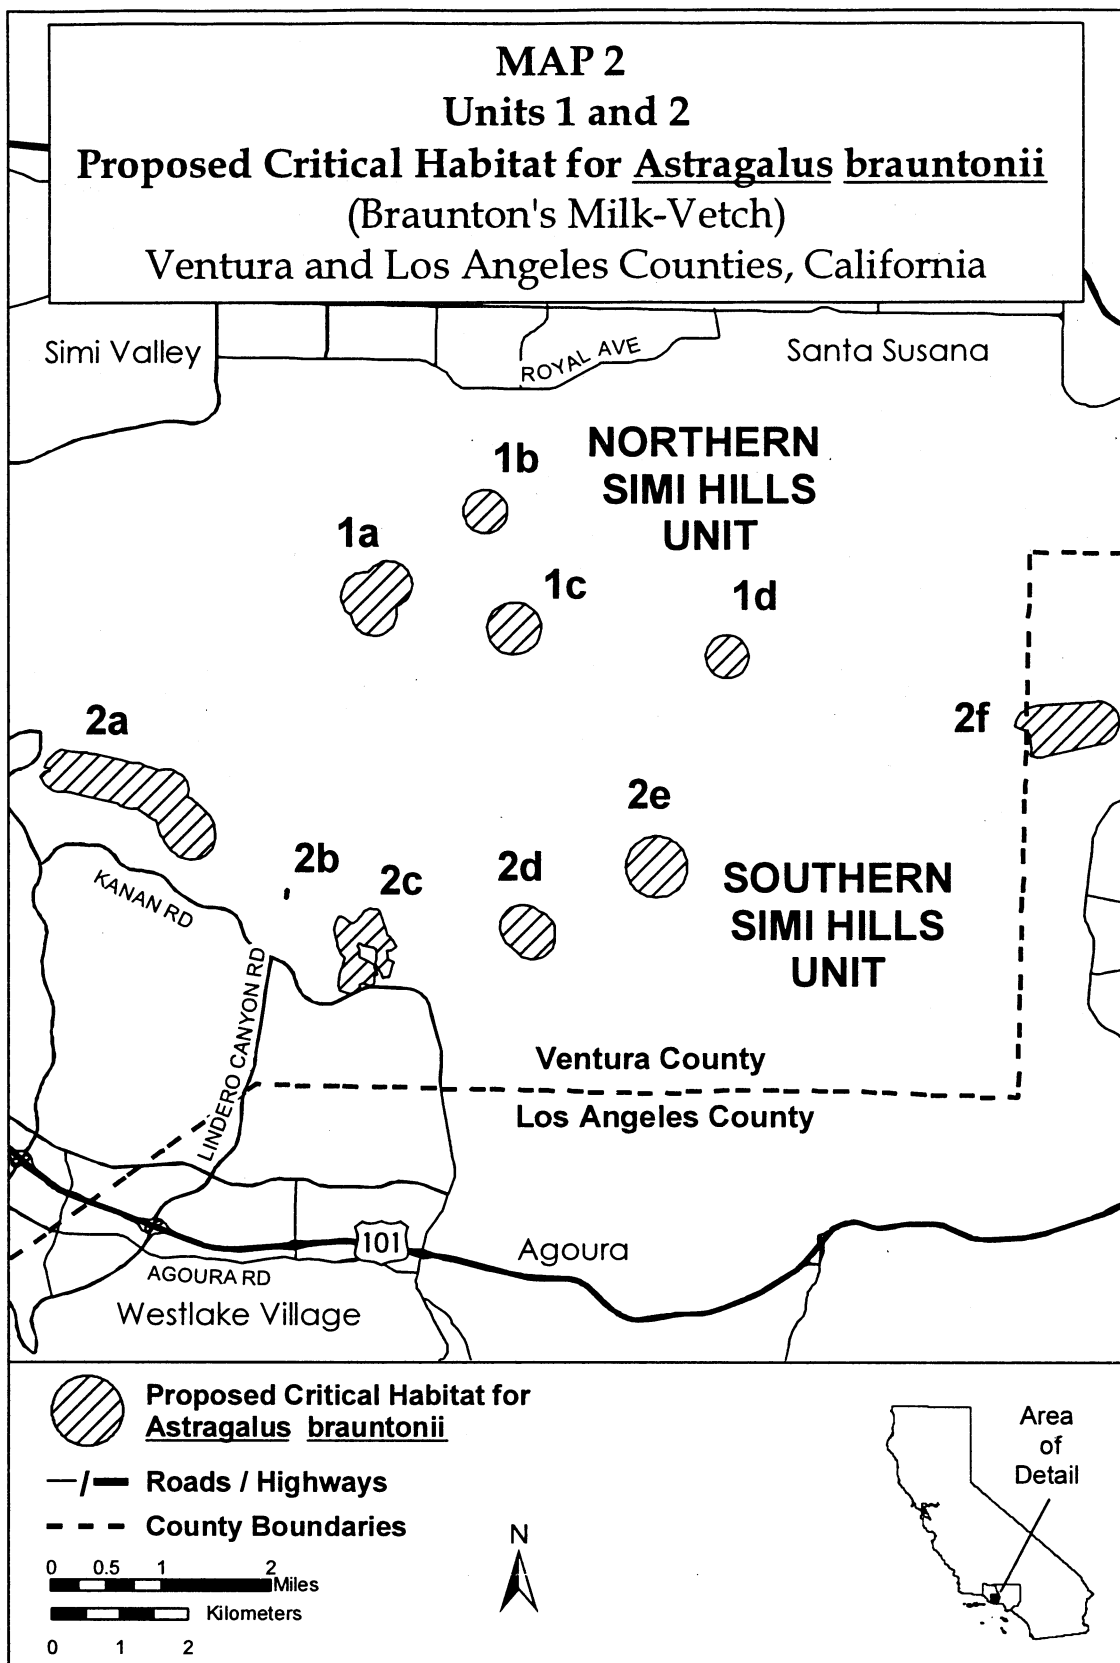 MAP 2
Units 1 and 2
Proposed Critical Habitat for Astragalus brauntonii
(Braunton's Milk-Vetch)
Ventura and Los Angeles Counties, California
Simi Valley
ROYAL AVE
Santa Susana
NORTHERN
SIMI HILLS
UNIT
1b
1a
1c
1d
2a
2f
2e
2b
2c
2d
SOUTHERN
SIMI HILLS
UNIT
KANAN RD
LINDERO CANYON RD
Ventura County
Los Angeles County
101
Agoura
AGOURA RD
Westlake Village
Proposed Critical Habitat for
Astragalus brauntonii
Roads / Highways
County Boundaries
0 0.5 1 2
Miles
Kilometers
0 1 2
N
Area
of
Detail